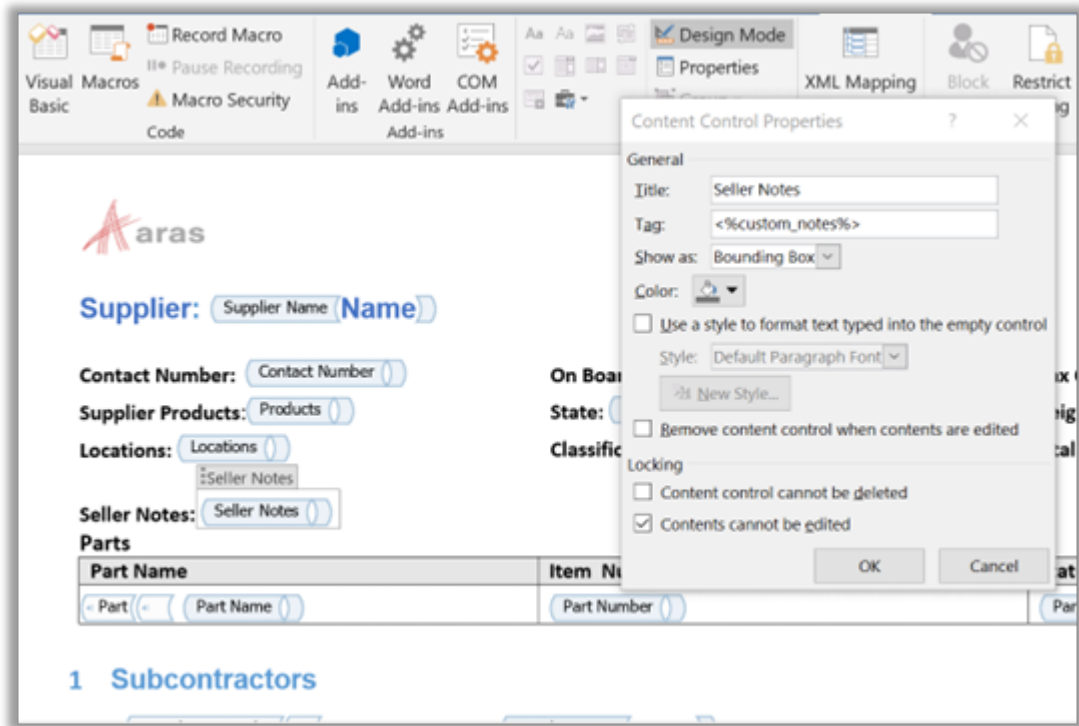 Visual Basic
Macros
Record Macro
Pause Recording
Macro Security
Code
Add-ins
Word Add-ins
COM Add-ins
Add-ins
Aa Aa
Design Mode
Properties
XML Mapping
Block
Restrict
Content Control Properties ? ×
General
Title: Seller Notes
Tag: <%custom_notes%>
Show as: Bounding Box
Color:
Use a style to format text typed into the empty control
Style: Default Paragraph Font
New Style...
Remove content control when contents are edited
Locking
Content control cannot be deleted
Contents cannot be edited
OK Cancel
aras
Supplier: Supplier Name Name
Contact Number: Contact Number On Boa
Supplier Products: Products State:
Locations: Locations Classific
Seller Notes
Seller Notes: Seller Notes
Parts
Part Name Item Nu
Part Part Name Part Number Par
1 Subcontractors